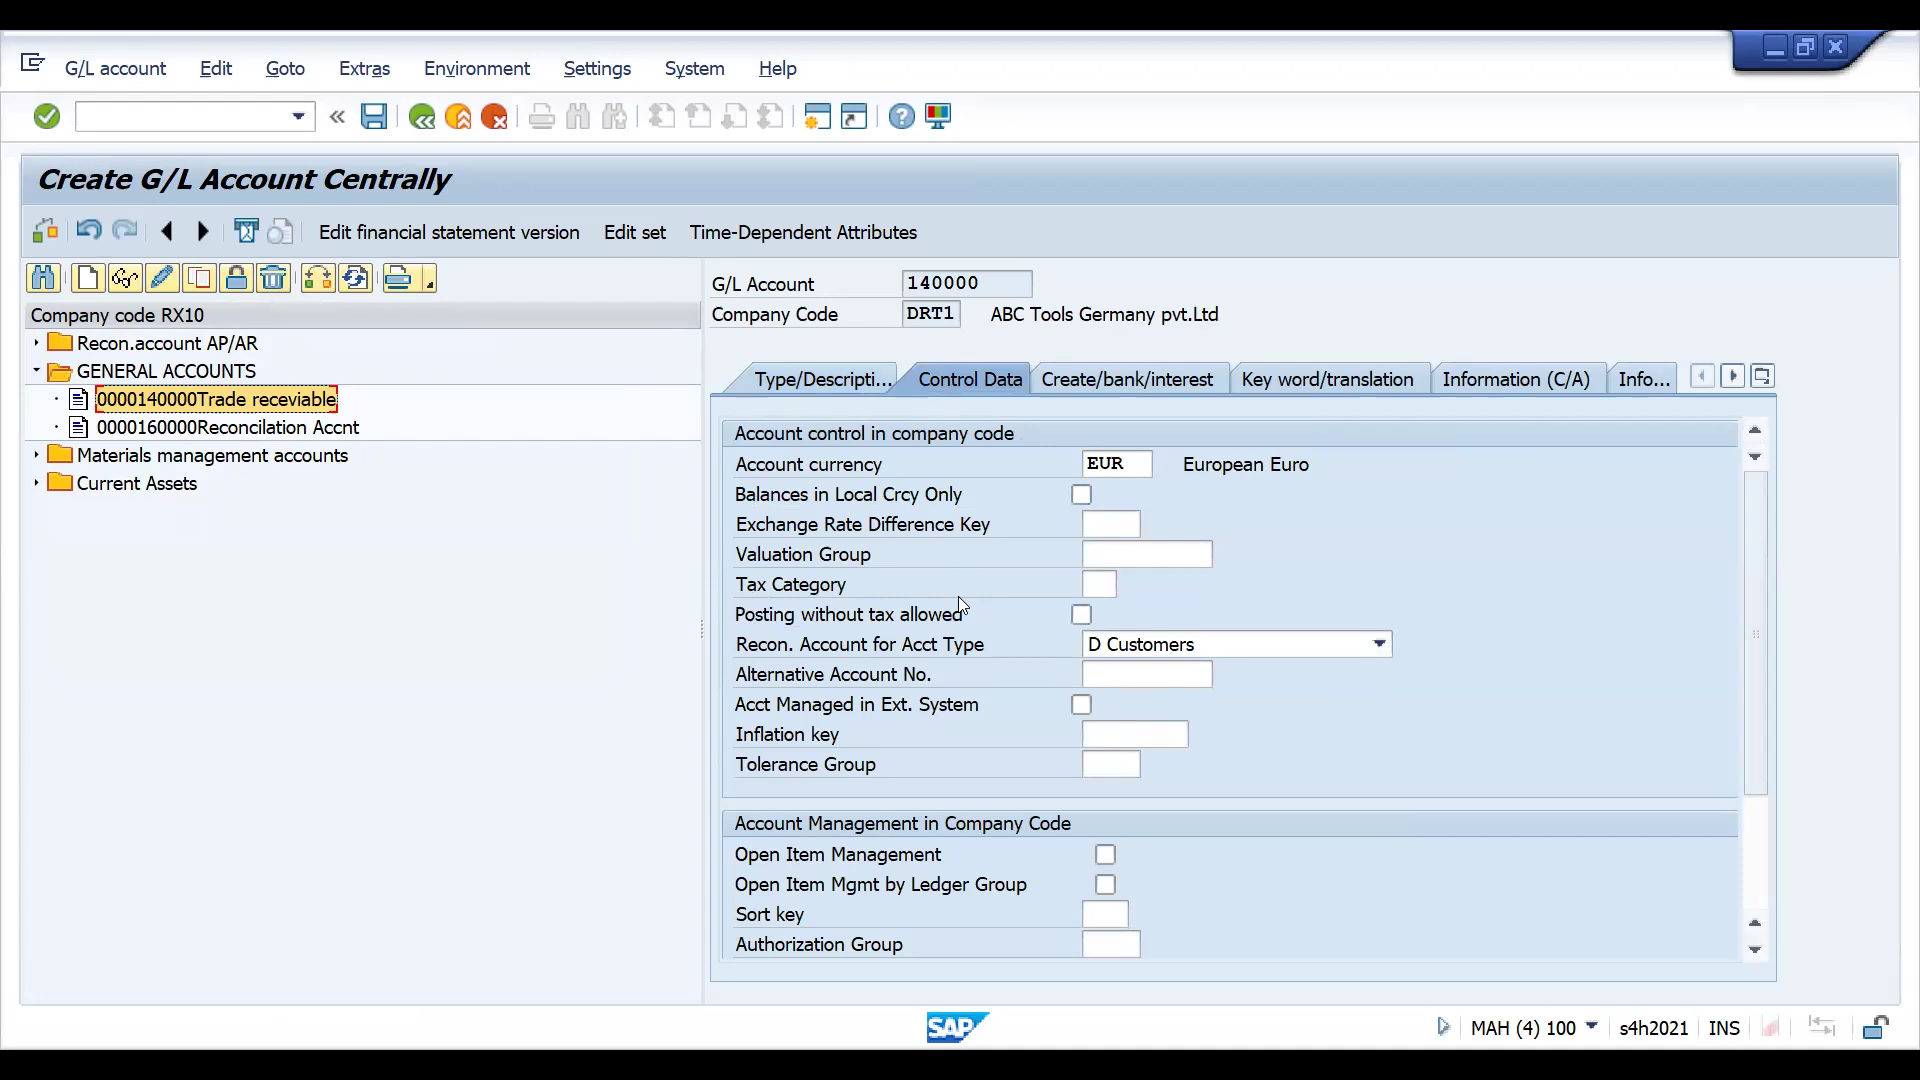 G/L account Edit Goto Extras Environment Settings System Help
Create G/L Account Centrally
Edit financial statement version Edit set Time-Dependent Attributes
Company code RX10
Recon.account AP/AR
GENERAL ACCOUNTS
0000140000Trade receviable
0000160000Reconcilation Accnt
Materials management accounts
Current Assets
G/L Account 140000
Company Code DRT1 ABC Tools Germany pvt.Ltd
Type/Descripti... Control Data Create/bank/interest Key word/translation Information (C/A) Info...
Account control in company code
Account currency EUR European Euro
Balances in Local Crcy Only
Exchange Rate Difference Key
Valuation Group
Tax Category
Posting without tax allowed
Recon. Account for Acct Type D Customers
Alternative Account No.
Acct Managed in Ext. System
Inflation key
Tolerance Group
Account Management in Company Code
Open Item Management
Open Item Mgmt by Ledger Group
Sort key
Authorization Group
SAP MAH (4) 100 s4h2021 INS